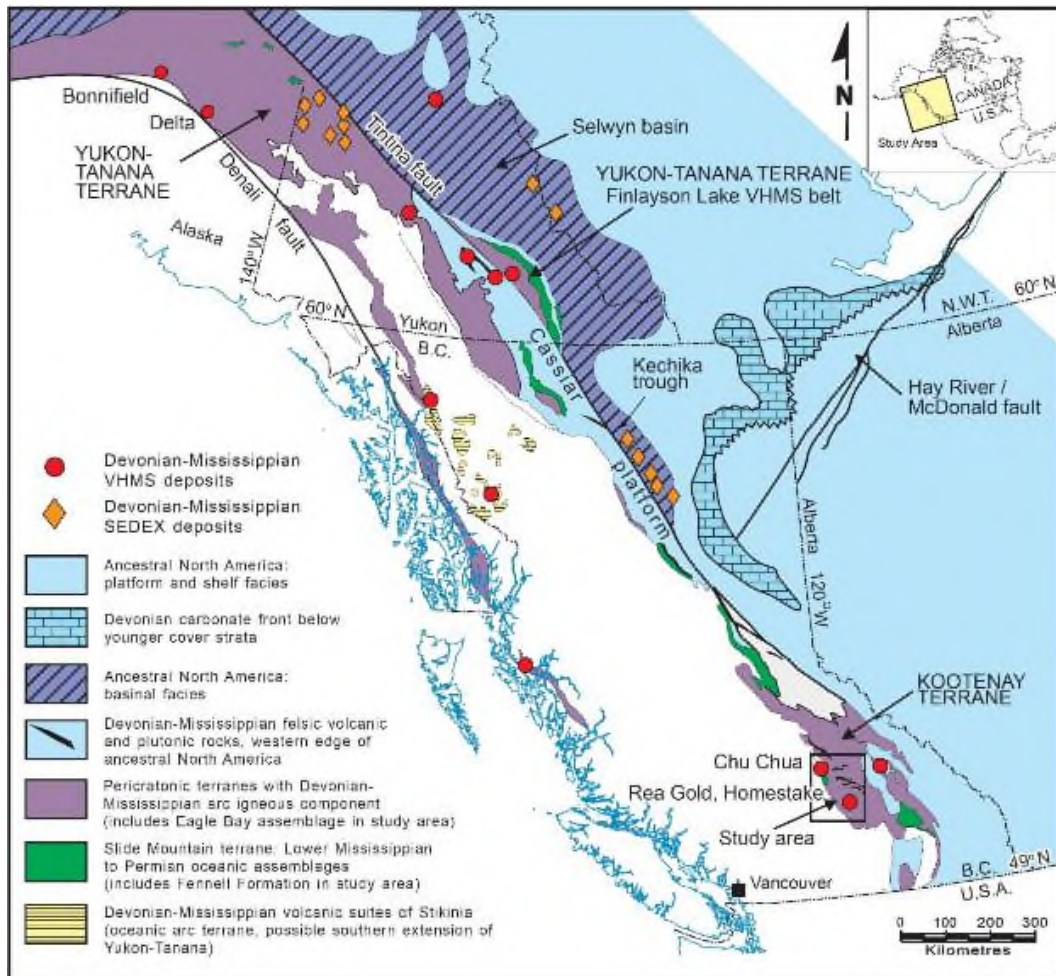 Bonnifield
Delta
YUKON-
TANANA
TERRANE
Denali
fault
Tintina fault
Alaska
140°W
60° N
Yukon
B.C.
Selwyn basin
YUKON-TANANA TERRANE
Finlayson Lake VHMS belt
N
CANADA
U.S.A.
Study Area
N.W.T.
60°N
Alberta
Cassiar
platform
Kechika
trough
Hay River /
McDonald fault
Alberta
120°W
KOOTENAY
TERRANE
Chu Chua
Rea Gold, Homestake
Study area
Vancouver
B.C.
49°N
U.S.A.
0 100 200 300
Kilometres
Devonian-Mississippian
VHMS deposits
Devonian-Mississippian
SEDEX deposits
Ancestral North America:
platform and shelf facies
Devonian carbonate front below
younger cover strata
Ancestral North America:
basinal facies
Devonian-Mississippian felsic volcanic
and plutonic rocks, western edge of
ancestral North America
Pericratonic terranes with Devonian-
Mississippian arc igneous component
(includes Eagle Bay assemblage in study area)
Slide Mountain terrane: Lower Mississippian
to Permian oceanic assemblages
(includes Fennell Formation in study area)
Devonian-Mississippian volcanic suites of Stikinia
(oceanic arc terrane, possible southern extension of
Yukon-Tanana)